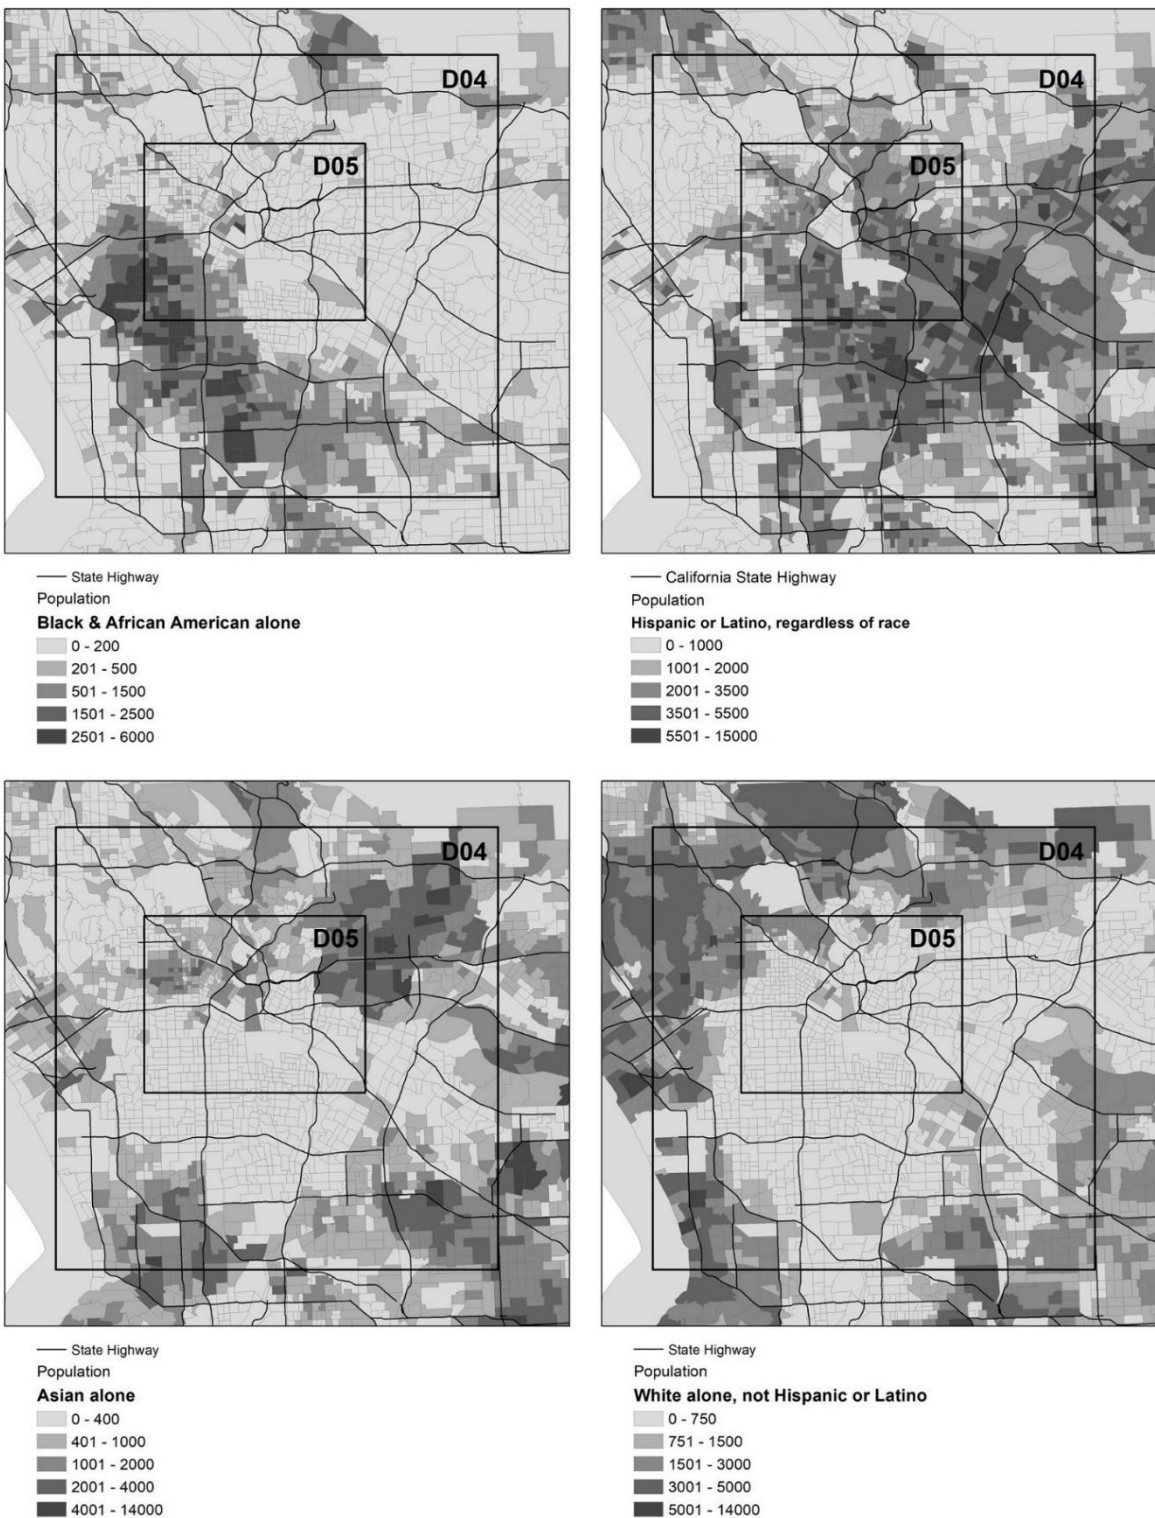 D04
D05
State Highway
Population
Black & African American alone
0 - 200
201 - 500
501 - 1500
1501 - 2500
2501 - 6000
D04
D05
California State Highway
Population
Hispanic or Latino, regardless of race
0 - 1000
1001 - 2000
2001 - 3500
3501 - 5500
5501 - 15000
D04
D05
State Highway
Population
Asian alone
0 - 400
401 - 1000
1001 - 2000
2001 - 4000
4001 - 14000
D04
D05
State Highway
Population
White alone, not Hispanic or Latino
0 - 750
751 - 1500
1501 - 3000
3001 - 5000
5001 - 14000